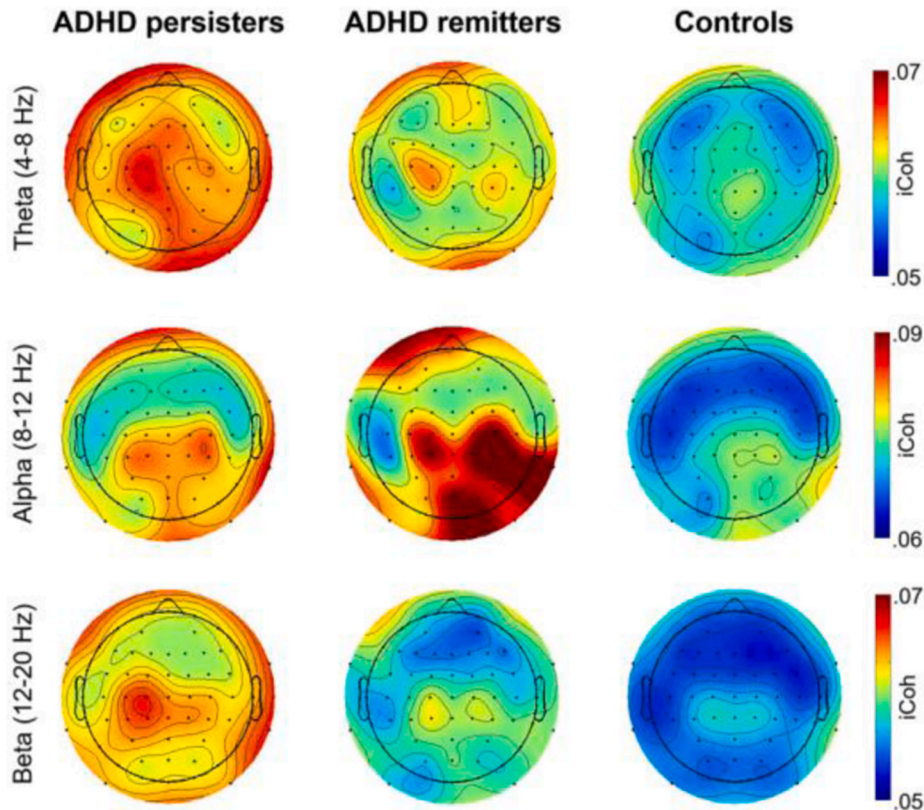 ADHD persisters
ADHD remitters
Controls
Theta (4-8 Hz)
.07
iCoh
.05
Alpha (8-12 Hz)
.09
iCoh
.06
Beta (12-20 Hz)
.07
iCoh
.05